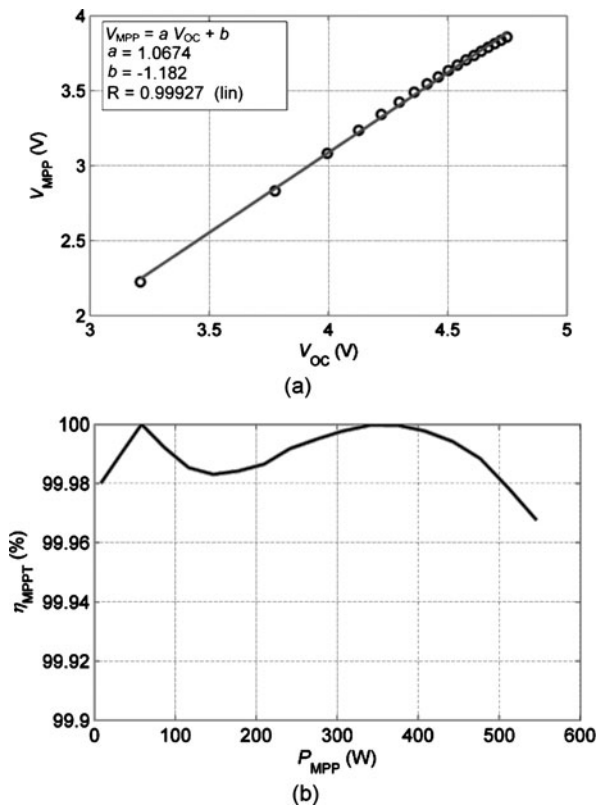 V_MPP = a V_OC + b
a = 1.0674
b = -1.182
R = 0.99927 (lin)
4
3.5
3
2.5
2
V_MPP (V)
3
3.5
4
4.5
5
V_OC (V)
(a)
100
99.98
99.96
99.94
99.92
99.9
η_MPPT (%)
0
100
200
300
400
500
600
P_MPP (W)
(b)